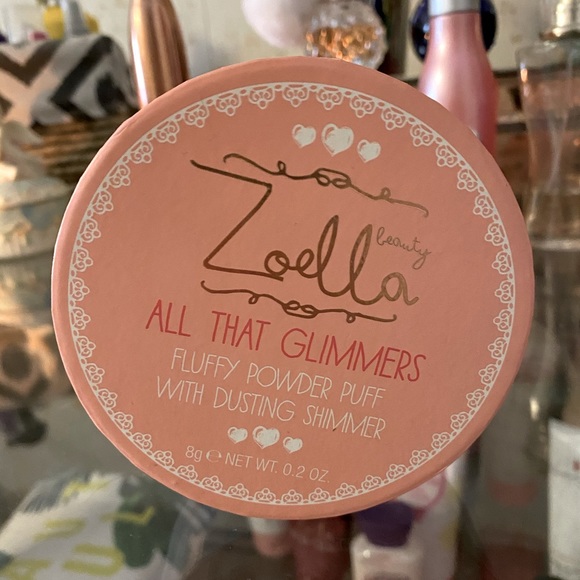 Zoella
beauty
ALL THAT GLIMMERS
FLUFFY POWDER PUFF
WITH DUSTING SHIMMER
8g ℮ NET WT. 0.2 OZ.